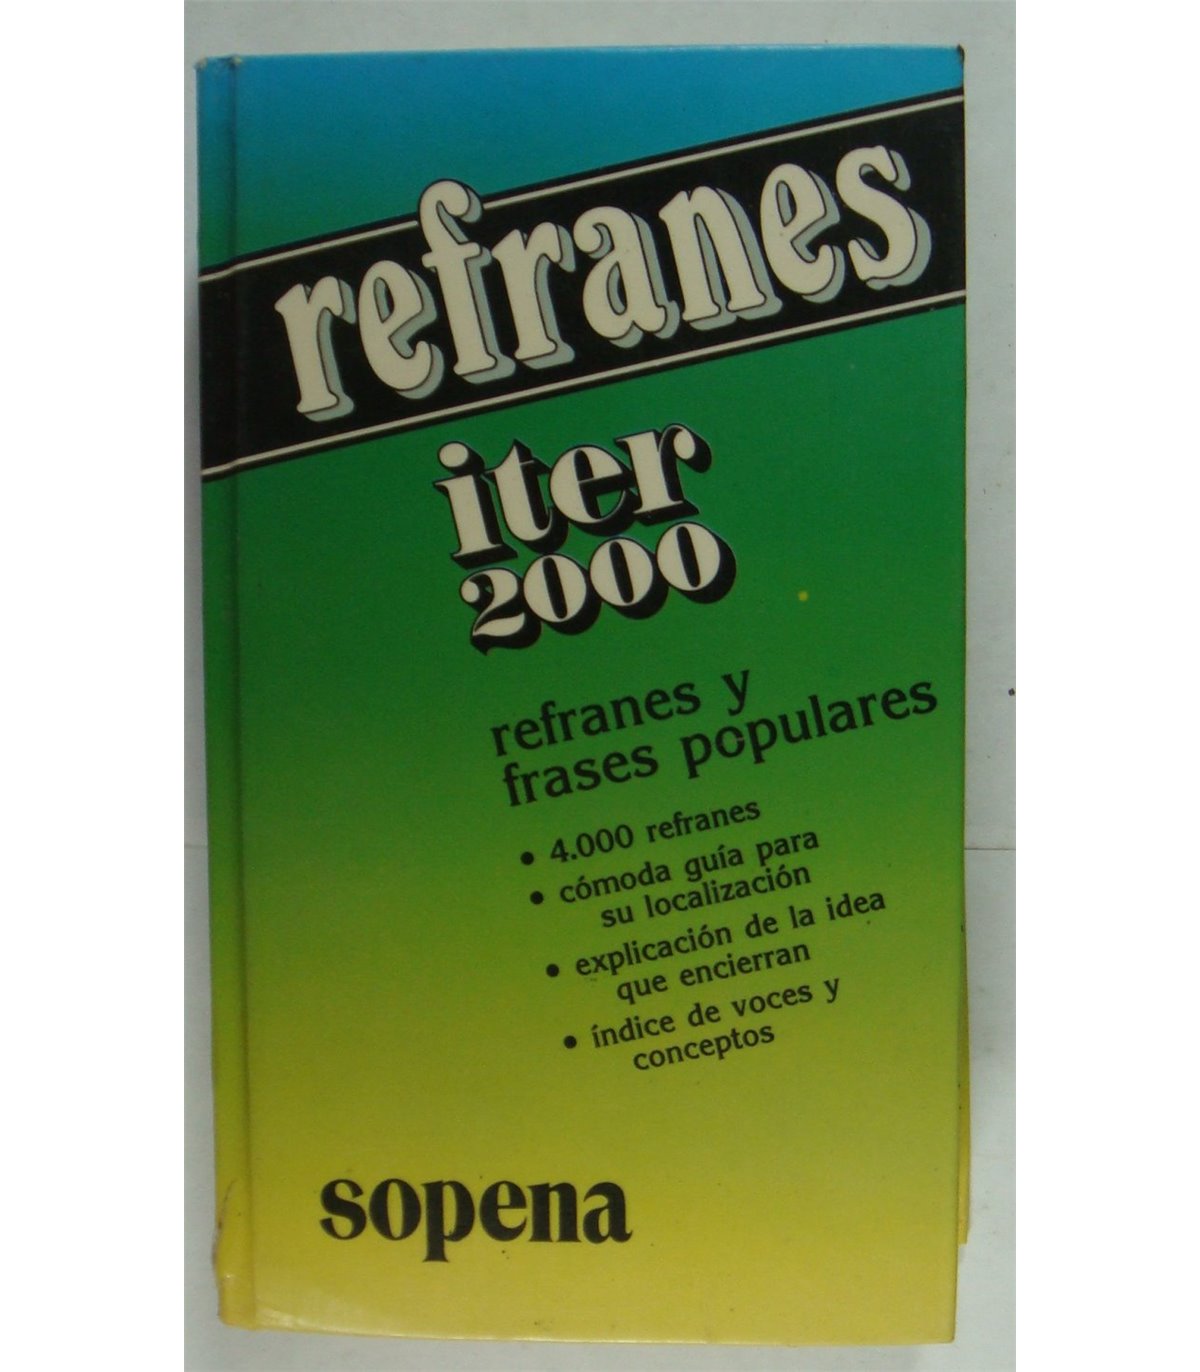 refranes
iter
2000
refranes y
frases populares
• 4.000 refranes
• cómoda guía para
su localización
• explicación de la idea
que encierran
• índice de voces y
conceptos
sopena